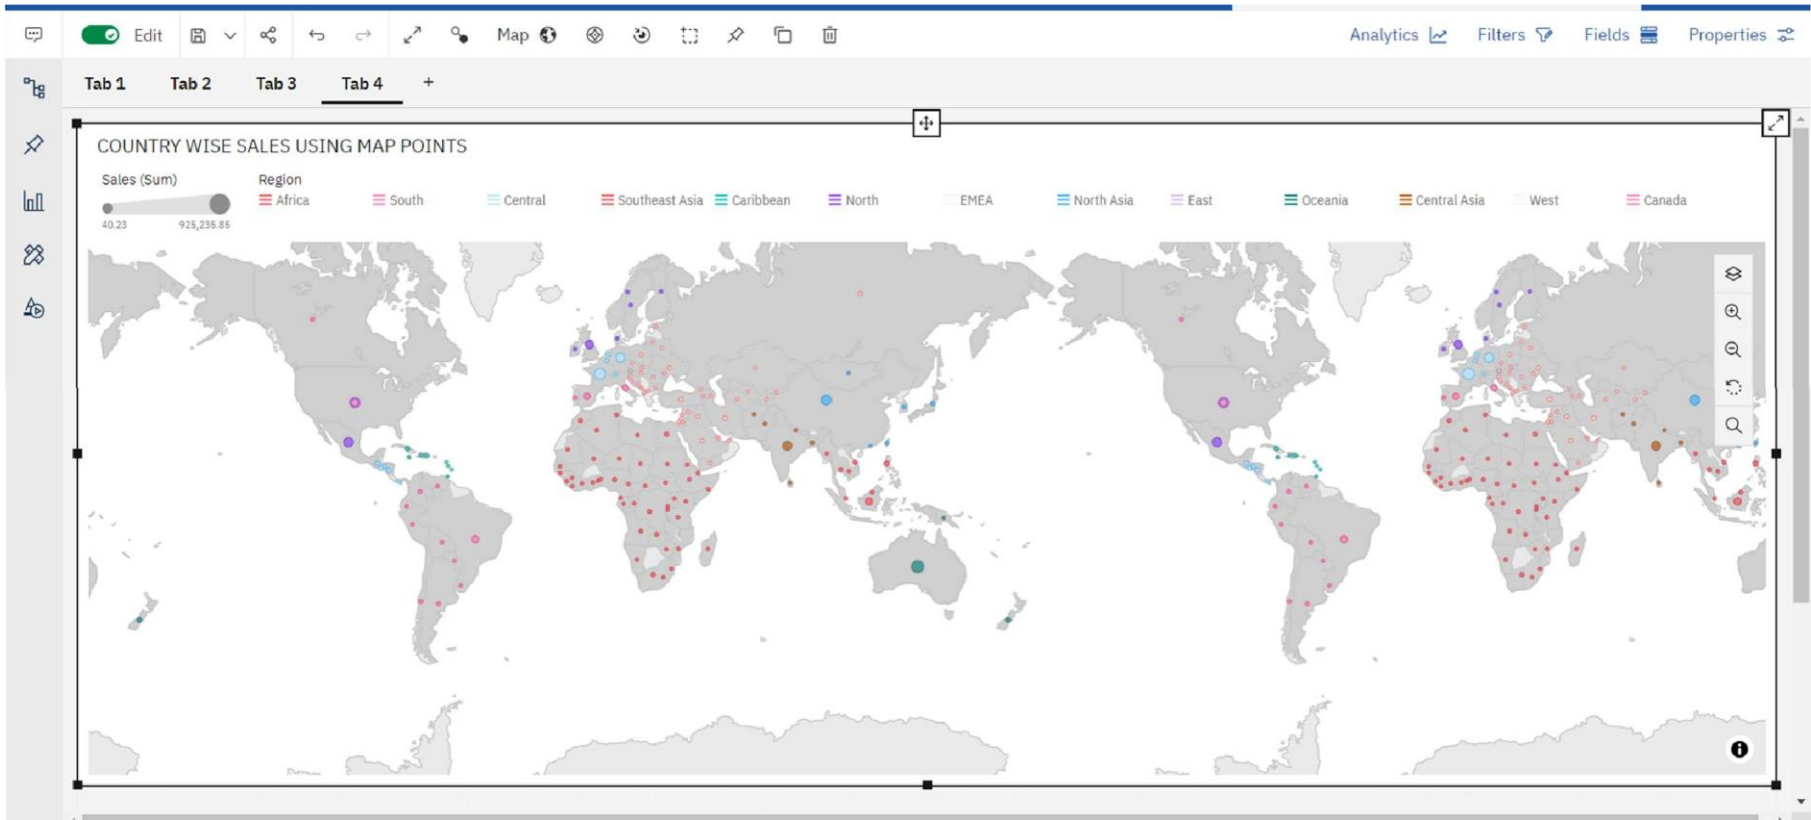 Edit Map Analytics Filters Fields Properties
Tab 1 Tab 2 Tab 3 Tab 4 +
COUNTRY WISE SALES USING MAP POINTS
Sales (Sum)
40.23 925,235.85
Region
Africa South Central Southeast Asia Caribbean North EMEA North Asia East Oceania Central Asia West Canada